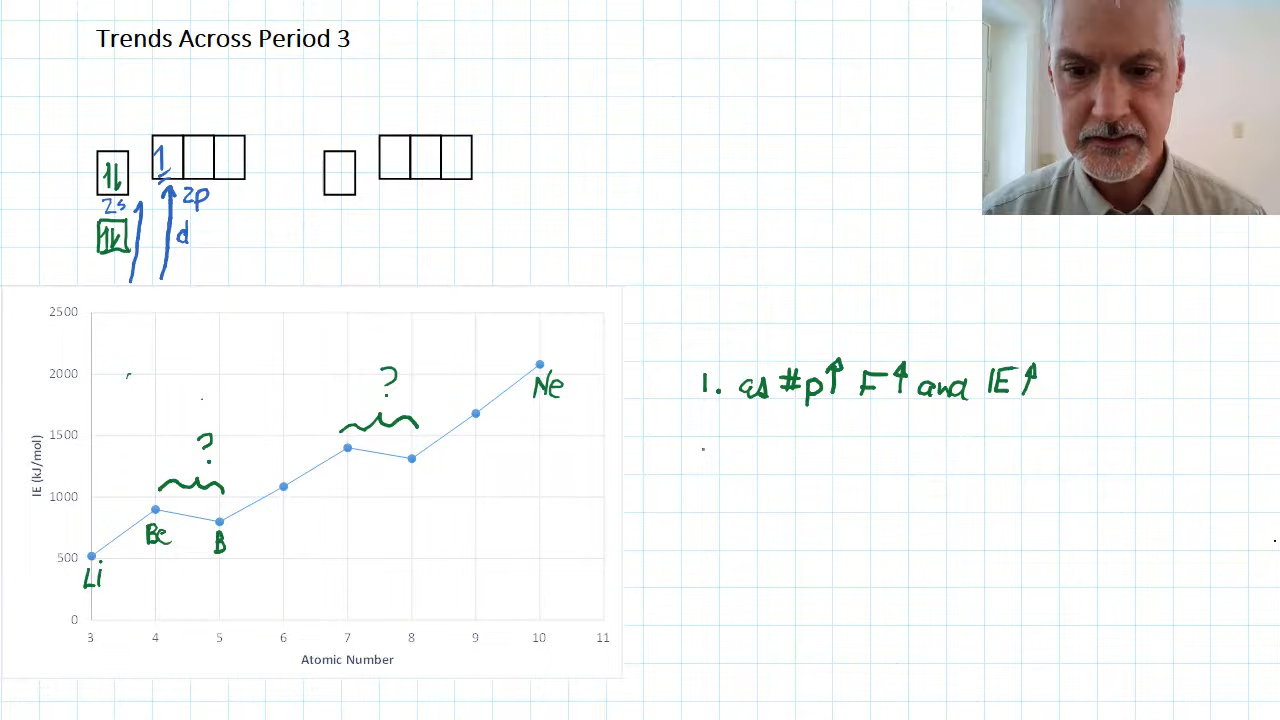 Trends Across Period 3
2s
2p
d
2500
2000
1500
1000
500
0
IE (kJ/mol)
3 4 5 6 7 8 9 10 11
Atomic Number
Li
Be
B
Ne
?
?
1. as #p↑ F↑ and IE↑